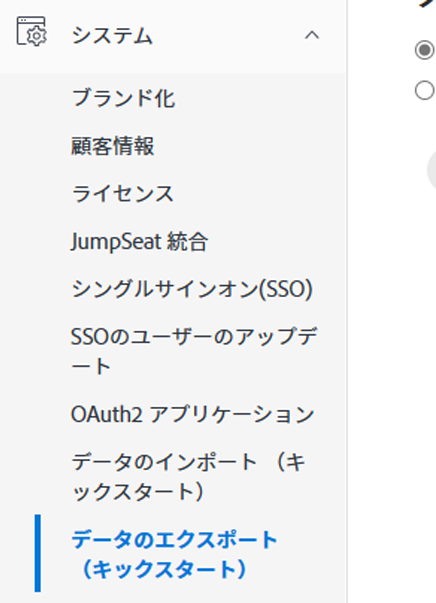 システム
ブランド化
顧客情報
ライセンス
JumpSeat 統合
シングルサインオン(SSO)
SSOのユーザーのアップデ
ート
OAuth2 アプリケーション
データのインポート （キ
ックスタート）
データのエクスポート
（キックスタート）